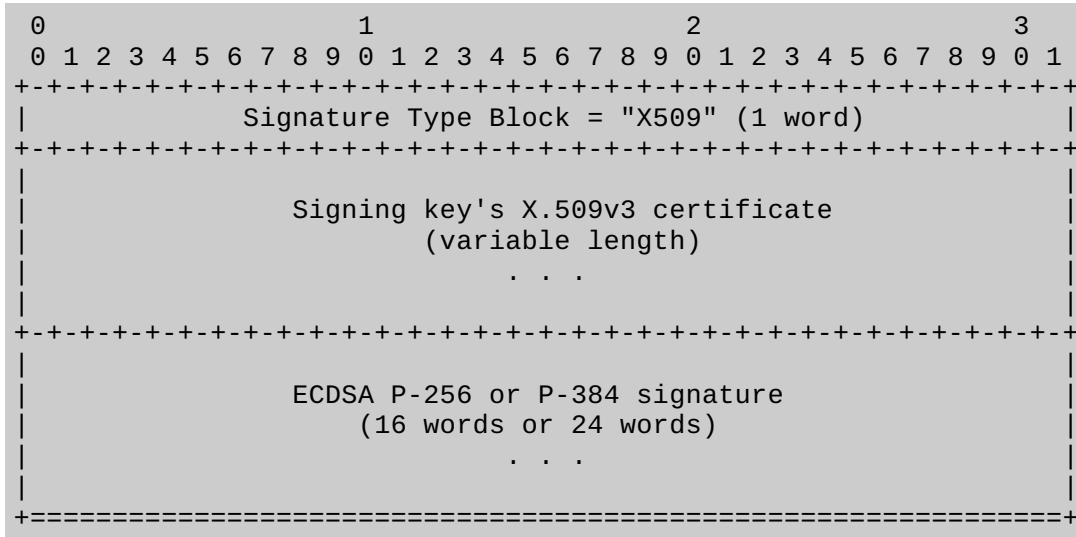 0                   1                   2                   3
 0 1 2 3 4 5 6 7 8 9 0 1 2 3 4 5 6 7 8 9 0 1 2 3 4 5 6 7 8 9 0 1
+-+-+-+-+-+-+-+-+-+-+-+-+-+-+-+-+-+-+-+-+-+-+-+-+-+-+-+-+-+-+-+-+
|             Signature Type Block = "X509" (1 word)            |
+-+-+-+-+-+-+-+-+-+-+-+-+-+-+-+-+-+-+-+-+-+-+-+-+-+-+-+-+-+-+-+-+
|                                                               |
|                Signing key's X.509v3 certificate              |
|                        (variable length)                      |
|                             . . .                             |
|                                                               |
+-+-+-+-+-+-+-+-+-+-+-+-+-+-+-+-+-+-+-+-+-+-+-+-+-+-+-+-+-+-+-+-+
|                                                               |
|                ECDSA P-256 or P-384 signature                 |
|                    (16 words or 24 words)                     |
|                             . . .                             |
|                                                               |
+===============================================================+